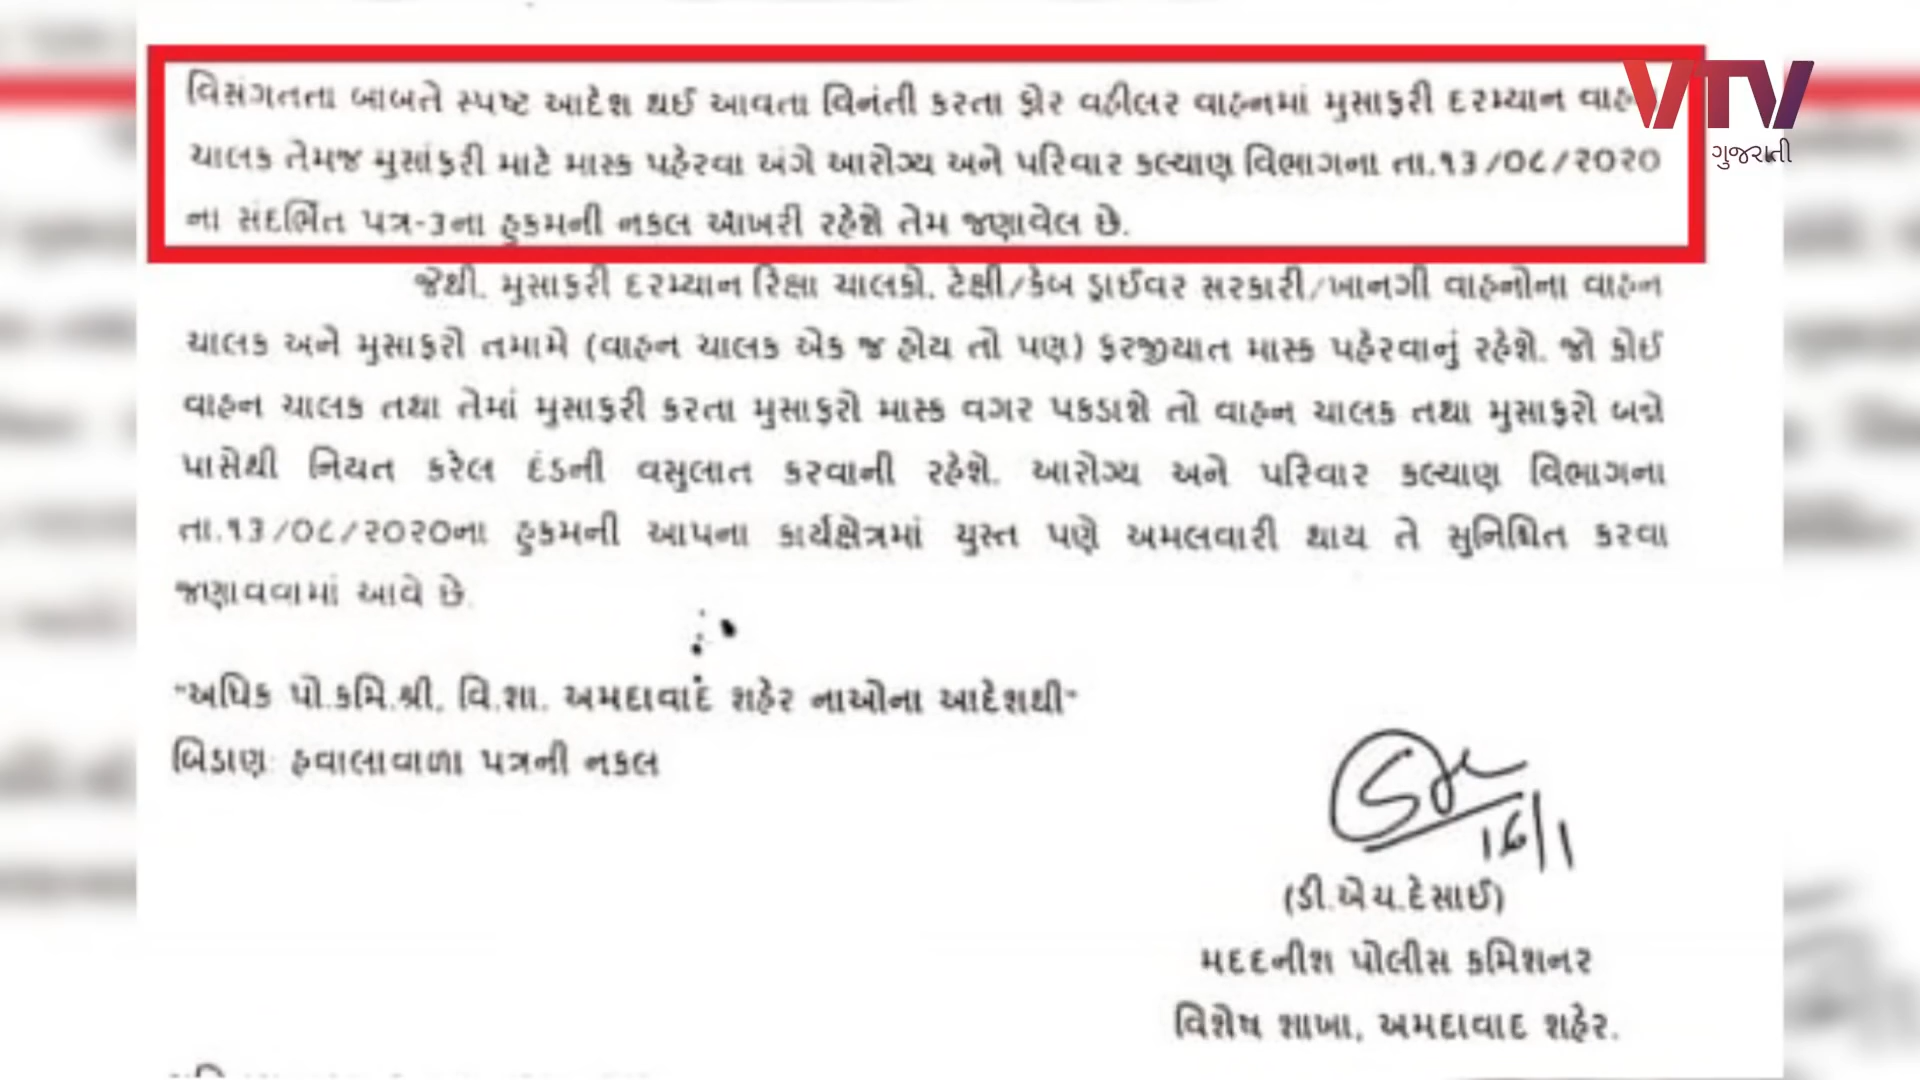 વિસંગતતા બાબતે સ્પષ્ટ આદેશ થઈ આવતા વિનંતી કરતા ફોર વ્હીલર વાહનમાં મુસાફરી દરમ્યાન
ચાલક તેમજ મુસાંફરી માટે માસ્ક પહેરવા અંગે આરોગ્ય અને પરિવાર કલ્યાણ વિભાગના તા.૧૩/૦૮/૨૦૨૦
ના સંદર્ભિત પત્ર-૩ના હુકમની નકલ આખરી રહેશે તેમ જણાવેલ છે.
જેથી, મુસાફરી દરમ્યાન રિક્ષા ચાલકો, ટેક્ષી/કેબ ડ્રાઈવર સરકારી/ખાનગી વાહનોના વાહન
ચાલક અને મુસાફરો તમામે (વાહન ચાલક એક જ હોય તો પણ) ફરજીયાત માસ્ક પહેરવાનું રહેશે. જો કોઈ
વાહન ચાલક તથા તેમાં મુસાફરી કરતા મુસાફરો માસ્ક વગર પકડાશે તો વાહન ચાલક તથા મુસાફરો બન્ને
પાસેથી નિયત કરેલ દંડની વસુલાત કરવાની રહેશે. આરોગ્ય અને પરિવાર કલ્યાણ વિભાગના
તા.૧૩/૦૮/૨૦૨૦ના હુકમની આપના કાર્યક્ષેત્રમાં ચુસ્ત પણે અમલવારી થાય તે સુનિશ્ચિત કરવા
જણાવવામાં આવે છે.
"અધિક પો.કમિ.શ્રી, વિ.શા. અમદાવાદ શહેર નાઓના આદેશથી"
બિડાણ: હવાલાવાળા પત્રની નકલ
16/1
(ડી.એચ.દેસાઈ)
મદદનીશ પોલીસ કમિશનર
વિશેષ શાખા, અમદાવાદ શહેર.
VTV
ગુજરાતી